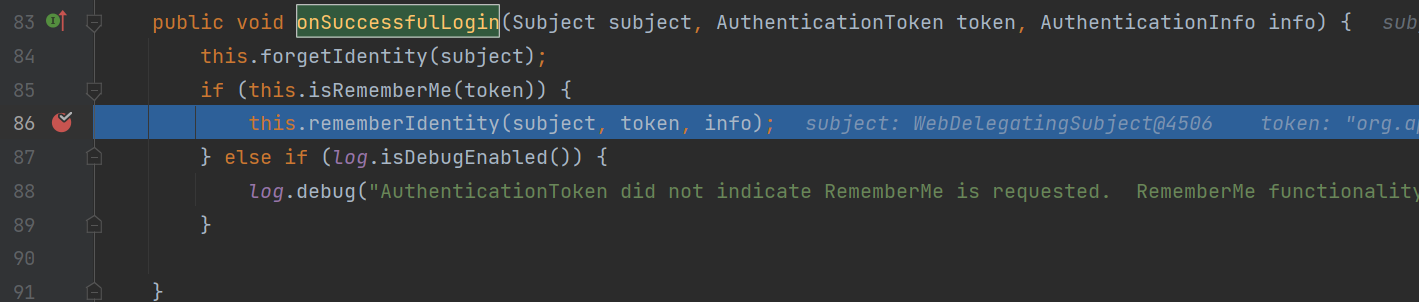 83 public void onSuccessfulLogin(Subject subject, AuthenticationToken token, AuthenticationInfo info) { sub
84 this.forgetIdentity(subject);
85 if (this.isRememberMe(token)) {
86 this.rememberIdentity(subject, token, info); subject: WebDelegatingSubject@4506 token: "org.ap
87 } else if (log.isDebugEnabled()) {
88 log.debug("AuthenticationToken did not indicate RememberMe is requested.  RememberMe functionality
89 }
90
91 }